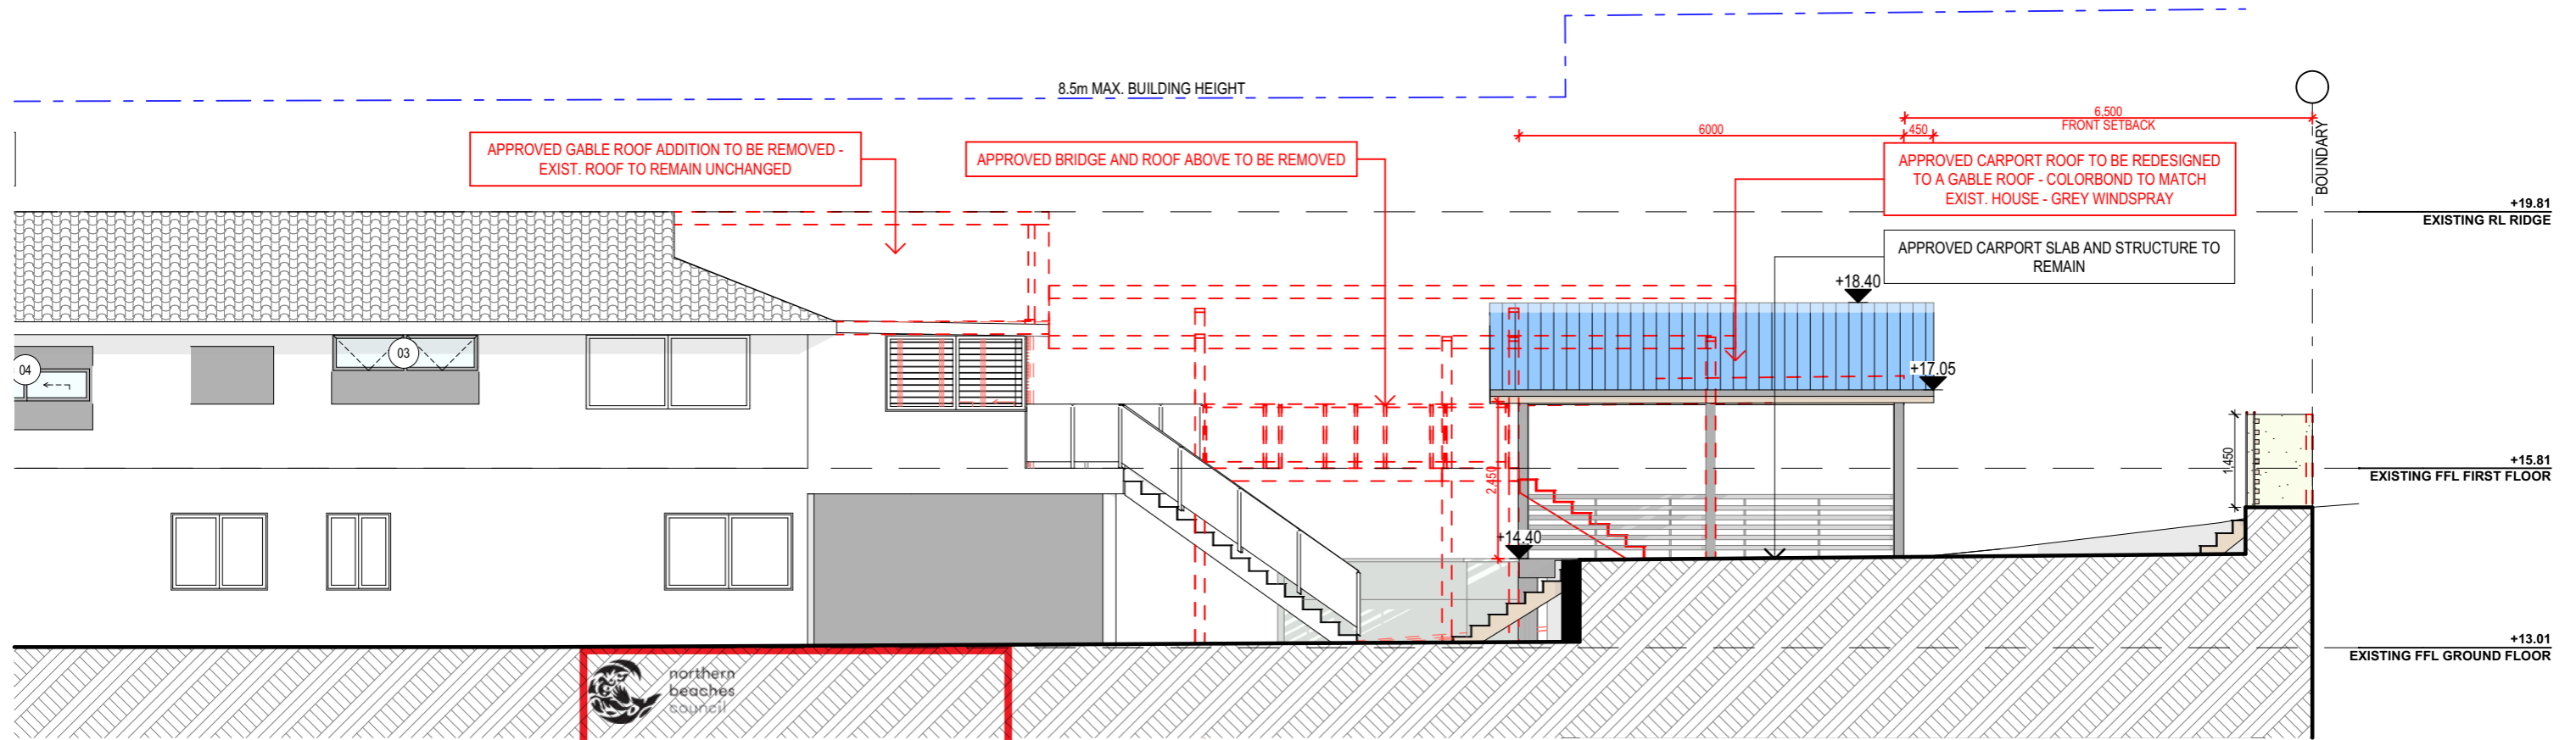 8.5m MAX. BUILDING HEIGHT
6.500
FRONT SETBACK
6000
450
BOUNDARY
APPROVED GABLE ROOF ADDITION TO BE REMOVED -
EXIST. ROOF TO REMAIN UNCHANGED
APPROVED BRIDGE AND ROOF ABOVE TO BE REMOVED
APPROVED CARPORT ROOF TO BE REDESIGNED
TO A GABLE ROOF - COLORBOND TO MATCH
EXIST. HOUSE - GREY WINDSPRAY
+19.81
EXISTING RL RIDGE
APPROVED CARPORT SLAB AND STRUCTURE TO
REMAIN
+18.40
03
04
+17.05
1,450
+15.81
EXISTING FFL FIRST FLOOR
2,450
+14.40
+13.01
EXISTING FFL GROUND FLOOR
northern
beaches
council